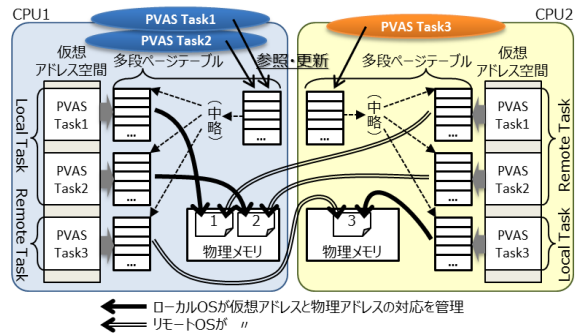 CPU1
PVAS Task1
PVAS Task2
PVAS Task3
CPU2
参照・更新
仮想
アドレス空間
多段ページテーブル
多段ページテーブル
仮想
アドレス空間
Local Task
Remote Task
PVAS
Task1
...
(中略)
...
...
(中略)
...
PVAS
Task1
PVAS
Task2
...
...
PVAS
Task2
PVAS
Task3
...
1
2
物理メモリ
3
物理メモリ
...
PVAS
Task3
Remote Task
Local Task
ローカルOSが仮想アドレスと物理アドレスの対応を管理
リモートOSが 〃